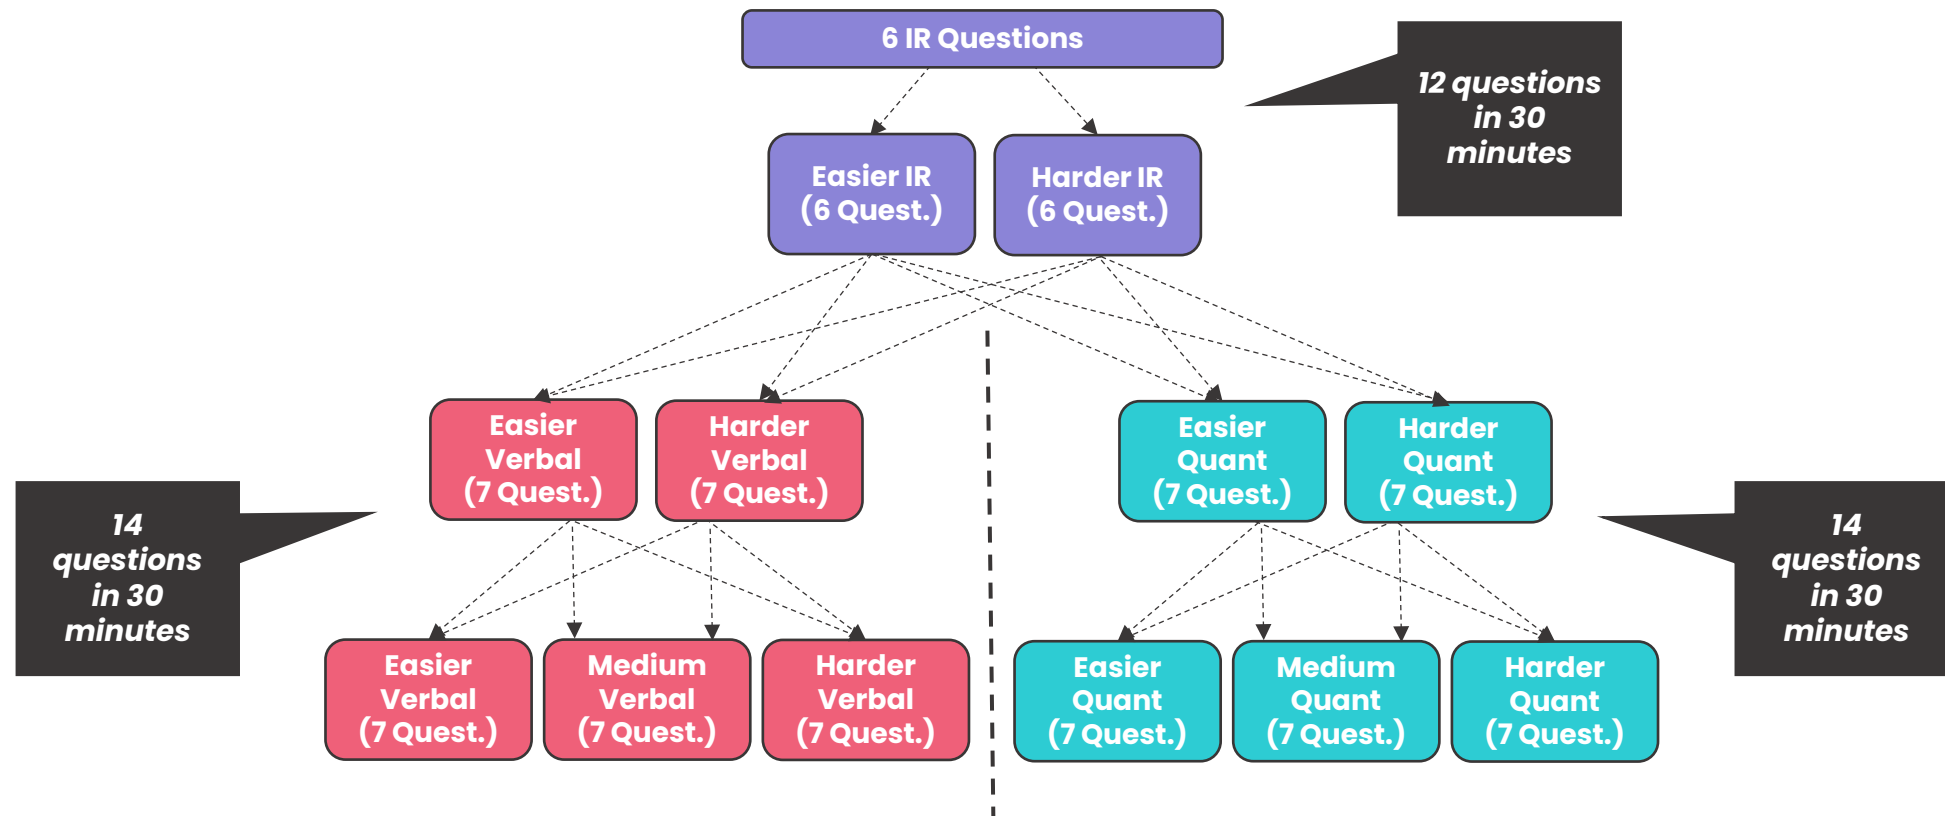 6 IR Questions
12 questions
in 30
minutes
Easier IR
(6 Quest.)
Harder IR
(6 Quest.)
Easier
Verbal
(7 Quest.)
Harder
Verbal
(7 Quest.)
Easier
Quant
(7 Quest.)
Harder
Quant
(7 Quest.)
14
questions
in 30
minutes
14
questions
in 30
minutes
Easier
Verbal
(7 Quest.)
Medium
Verbal
(7 Quest.)
Harder
Verbal
(7 Quest.)
Easier
Quant
(7 Quest.)
Medium
Quant
(7 Quest.)
Harder
Quant
(7 Quest.)